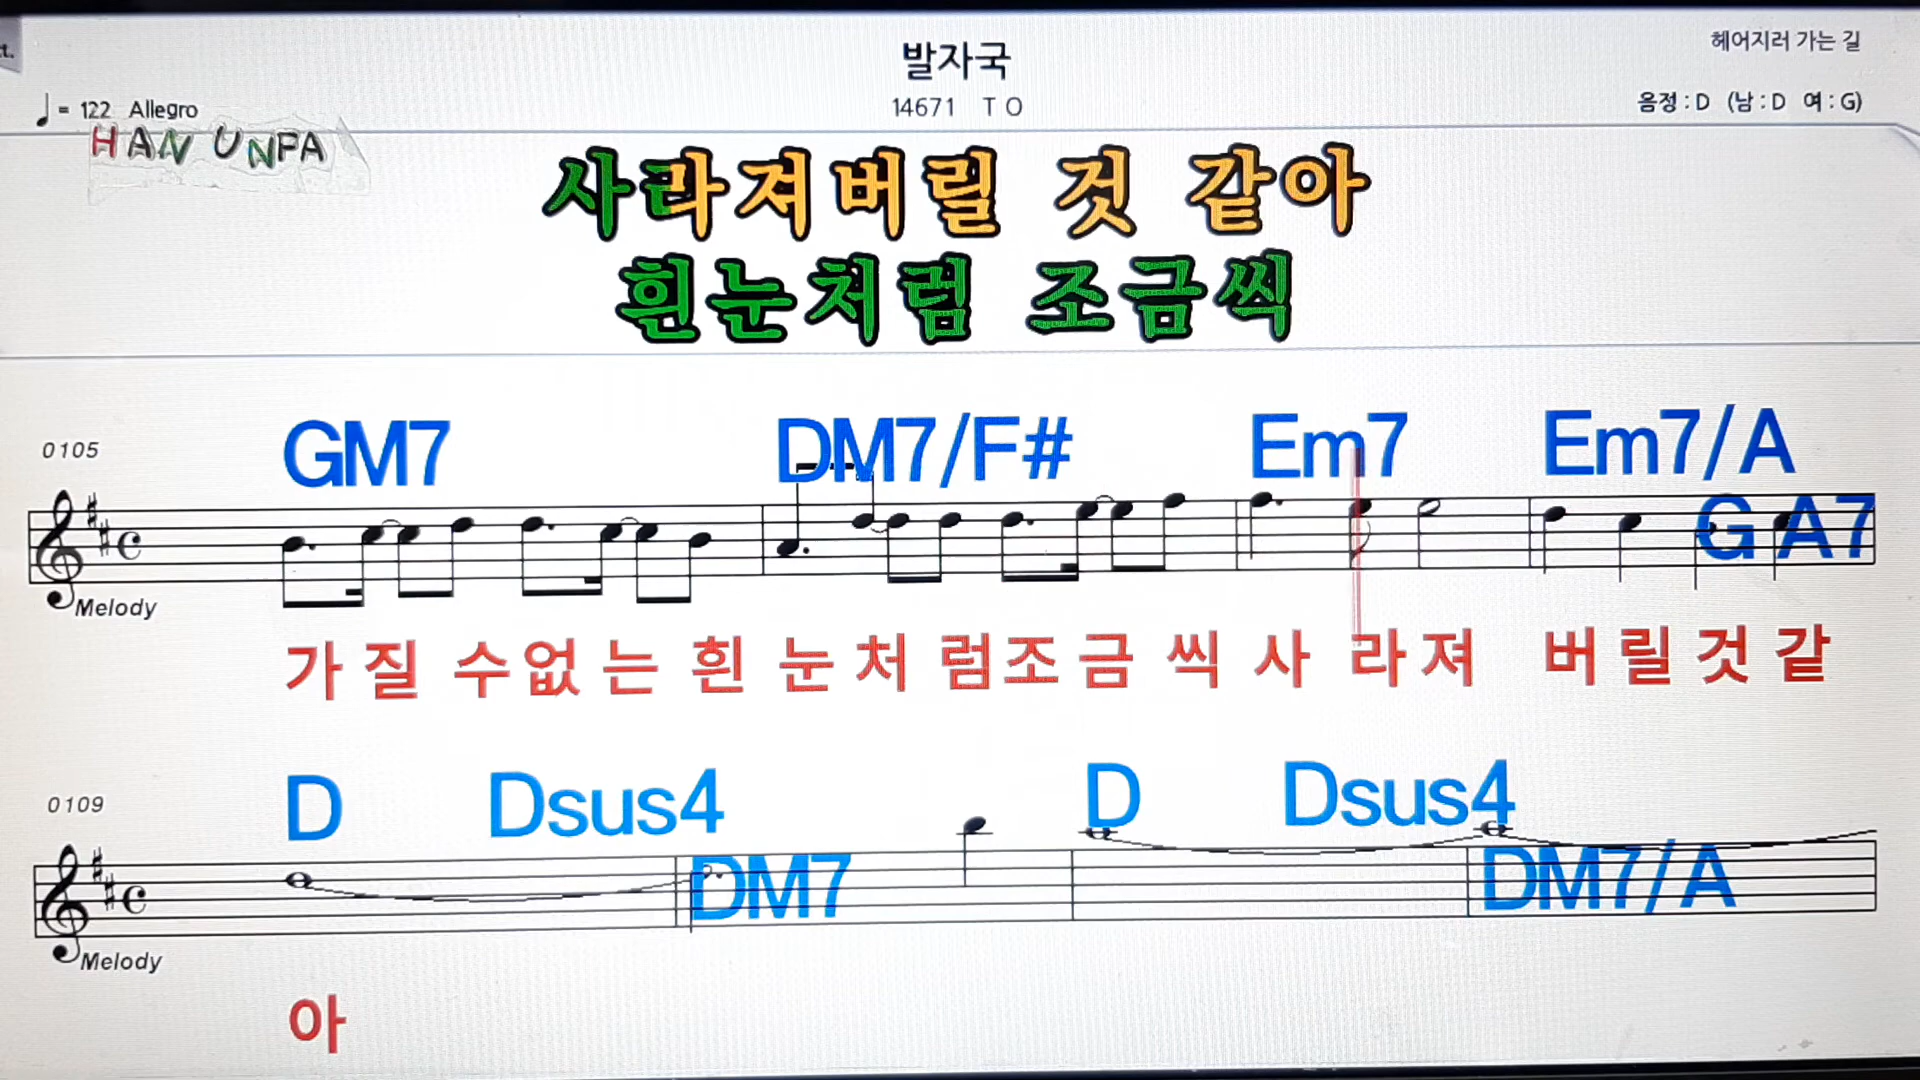 t.
발자국
헤어지러 가는 길
♩ = 122 Allegro
14671 T O
음정 : D (남 : D 여 : G)
HAN UNPA
사라져버릴 것 같아
흰눈처럼 조금씩
0105
GM7 DM7/F# Em7 Em7/A
G A7
Melody
가 질 수 없 는 흰 눈 처 럼 조 금 씩 사 라 져 버 릴 것 같
0109
D Dsus4 D Dsus4
DM7 DM7/A
Melody
아